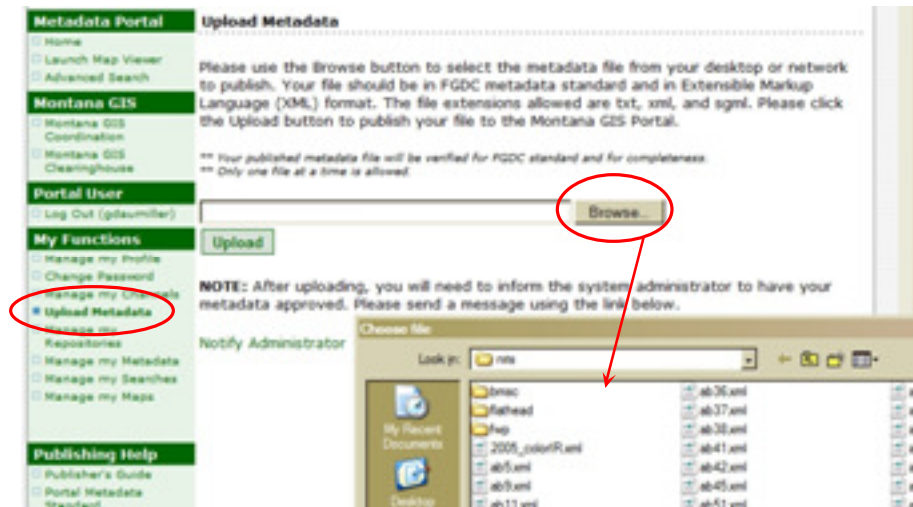 Metadata Portal
Home
Launch Map Viewer
Advanced Search
Montana GIS
Montana GIS
Coordination
Montana GIS
Clearinghouse
Portal User
Log Out (gdaumiller)
My Functions
Manage my Profile
Change Password
Manage my Channels
Upload Metadata
Manage my
Repositories
Manage my Metadata
Manage my Searches
Manage my Maps
Publishing Help
Publisher's Guide
Portal Metadata
Standard
Upload Metadata
Please use the Browse button to select the metadata file from your desktop or network
to publish. Your file should be in FGDC metadata standard and in Extensible Markup
Language (XML) format. The file extensions allowed are txt, xml, and sgml. Please click
the Upload button to publish your file to the Montana GIS Portal.
** Your published metadata file will be verified for FGDC standard and for completeness.
** Only one file at a time is allowed.
Browse...
Upload
NOTE: After uploading, you will need to inform the system administrator to have your
metadata approved. Please send a message using the link below.
Notify Administrator
Choose file
Look in:
My Recent
Documents
Desktop
bmsc
flathead
fwp
2005_colorIR.xml
ab5.xml
ab9.xml
ab11.xml
ab36.xml
ab37.xml
ab38.xml
ab41.xml
ab42.xml
ab45.xml
ab51.xml